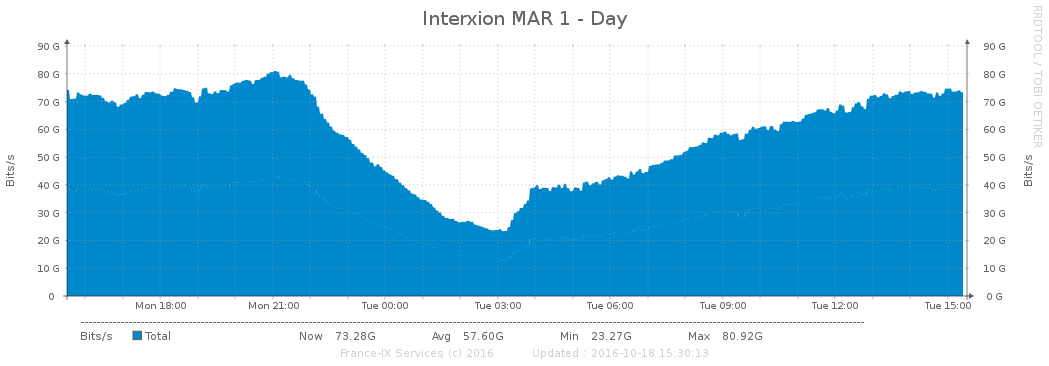 Interxion MAR 1 - Day
RRDTOOL / TOBI OETIKER
Bits/s
Bits/s
90 G 90 G
80 G 80 G
70 G 70 G
60 G 60 G
50 G 50 G
40 G 40 G
30 G 30 G
20 G 20 G
10 G 10 G
0 0 G
Mon 18:00 Mon 21:00 Tue 00:00 Tue 03:00 Tue 06:00 Tue 09:00 Tue 12:00 Tue 15:00
Bits/s Total Now 73.28G Avg 57.60G Min 23.27G Max 80.92G
France-IX Services (c) 2016 Updated : 2016-10-18 15:30:13